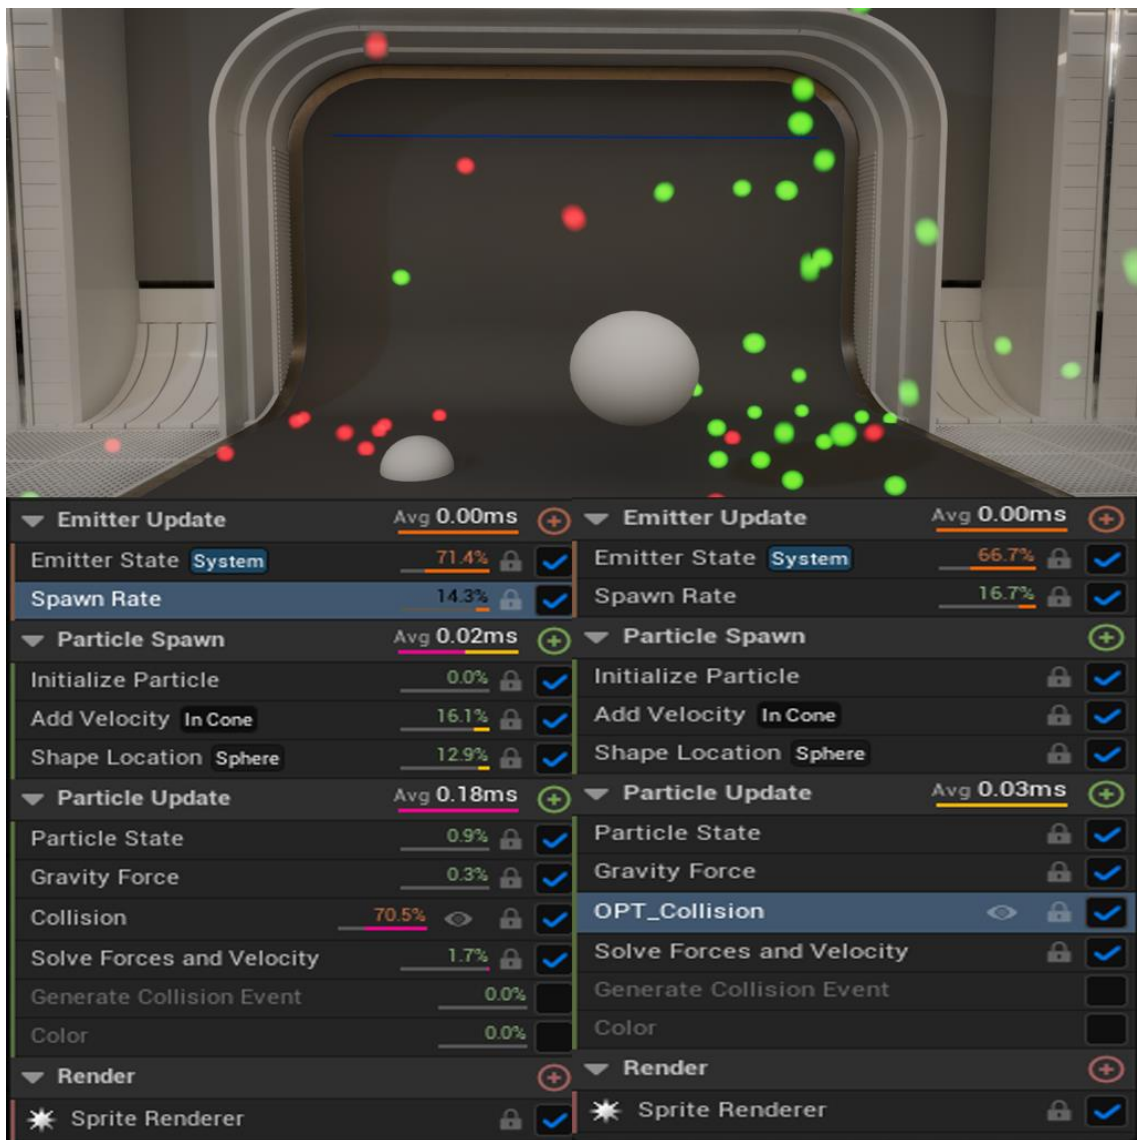 Emitter Update Avg 0.00ms
Emitter State System 71.4%
Spawn Rate 14.3%
Particle Spawn Avg 0.02ms
Initialize Particle 0.0%
Add Velocity In Cone 16.1%
Shape Location Sphere 12.9%
Particle Update Avg 0.18ms
Particle State 0.9%
Gravity Force 0.3%
Collision 70.5%
Solve Forces and Velocity 1.7%
Generate Collision Event 0.0%
Color 0.0%
Render
Sprite Renderer
Emitter Update Avg 0.00ms
Emitter State System 66.7%
Spawn Rate 16.7%
Particle Spawn
Initialize Particle
Add Velocity In Cone
Shape Location Sphere
Particle Update Avg 0.03ms
Particle State
Gravity Force
OPT_Collision
Solve Forces and Velocity
Generate Collision Event
Color
Render
Sprite Renderer